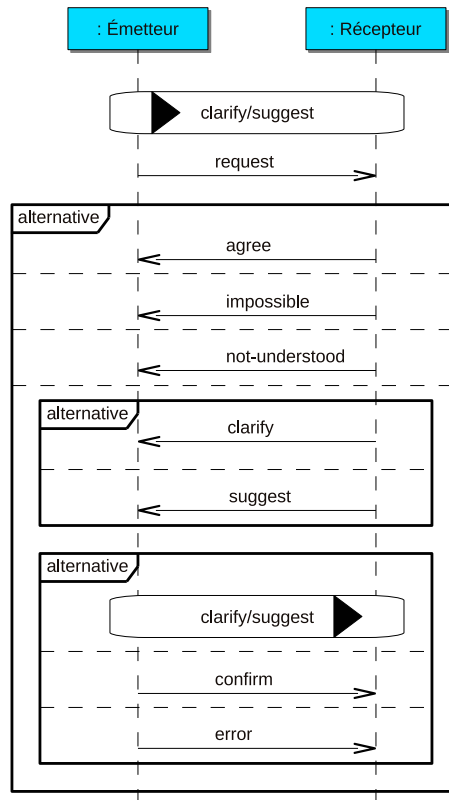 : Émetteur
: Récepteur
clarify/suggest
request
alternative
agree
impossible
not-understood
alternative
clarify
suggest
alternative
clarify/suggest
confirm
error